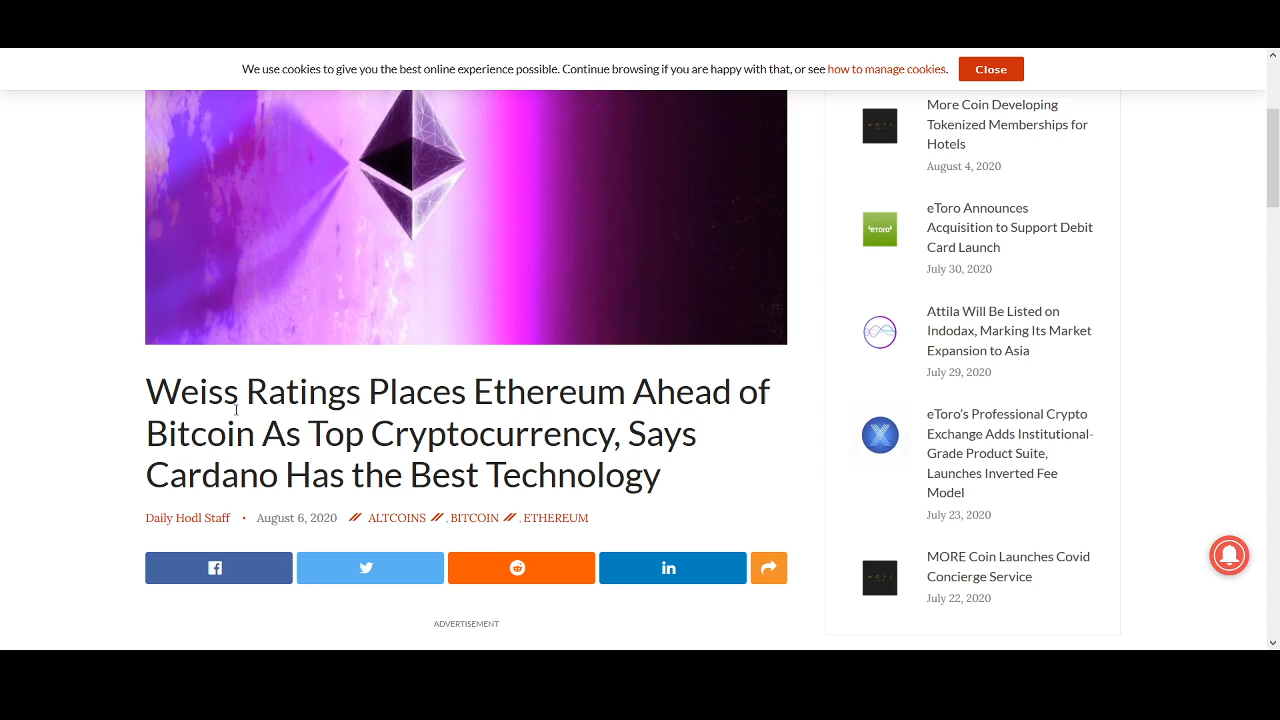 We use cookies to give you the best online experience possible. Continue browsing if you are happy with that, or see how to manage cookies.
Close
Weiss Ratings Places Ethereum Ahead of
Bitcoin As Top Cryptocurrency, Says
Cardano Has the Best Technology
Daily Hodl Staff • August 6, 2020 // ALTCOINS // , BITCOIN // , ETHEREUM
ADVERTISEMENT
More Coin Developing
Tokenized Memberships for
Hotels
August 4, 2020
eToro
eToro Announces
Acquisition to Support Debit
Card Launch
July 30, 2020
Attila Will Be Listed on
Indodax, Marking Its Market
Expansion to Asia
July 29, 2020
eToro's Professional Crypto
Exchange Adds Institutional-
Grade Product Suite,
Launches Inverted Fee
Model
July 23, 2020
MORE Coin Launches Covid
Concierge Service
July 22, 2020